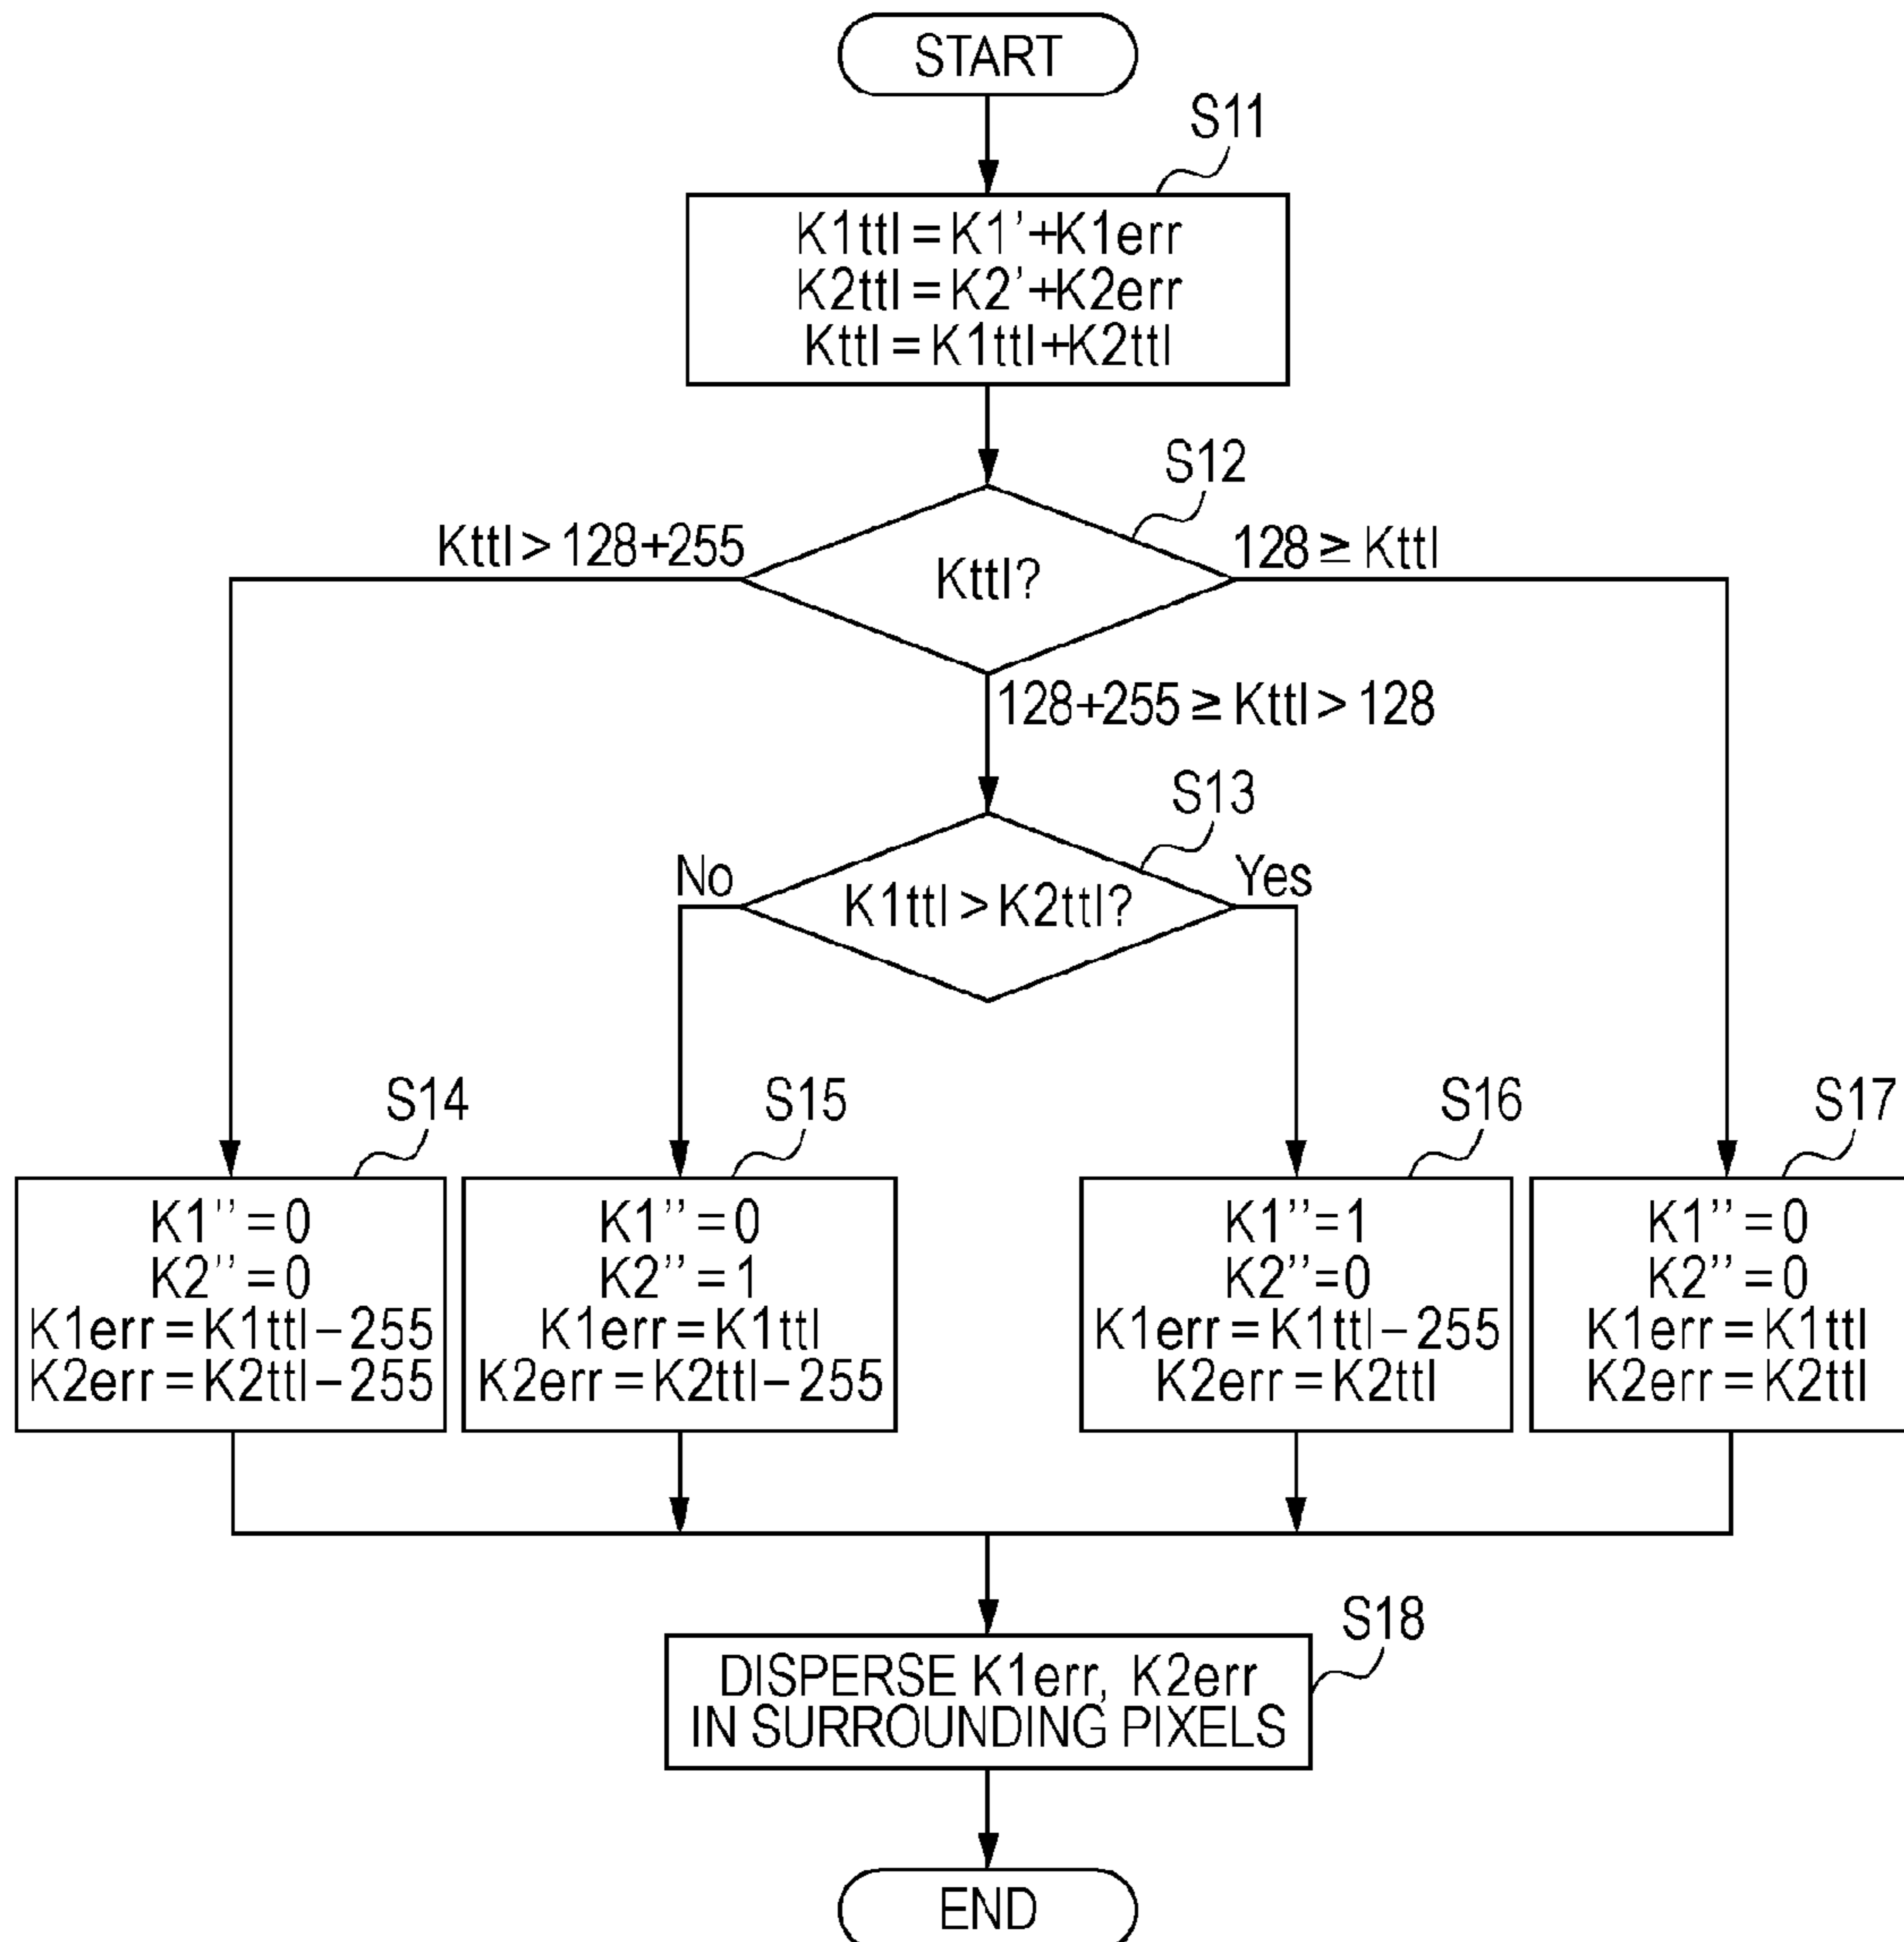 START
S11
K1ttl=K1'+K1err
K2ttl=K2'+K2err
Kttl=K1ttl+K2ttl
S12
Kttl>128+255
Kttl?
128≥Kttl
128+255≥Kttl>128
S13
No
K1ttl>K2ttl?
Yes
S14
K1''=0
K2''=0
K1err=K1ttl-255
K2err=K2ttl-255
S15
K1''=0
K2''=1
K1err=K1ttl
K2err=K2ttl-255
S16
K1''=1
K2''=0
K1err=K1ttl-255
K2err=K2ttl
S17
K1''=0
K2''=0
K1err=K1ttl
K2err=K2ttl
S18
DISPERSE K1err, K2err
IN SURROUNDING PIXELS
END